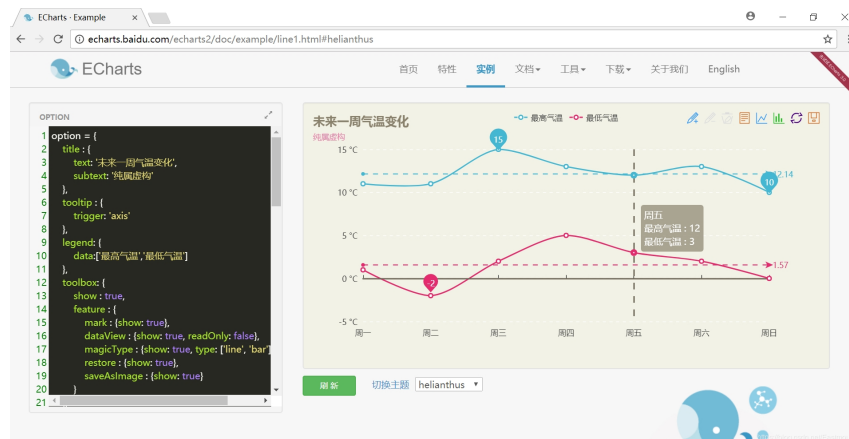 ECharts · Example
echarts.baidu.com/echarts2/doc/example/line1.html#helianthus
ECharts
首页 特性 实例 文档 工具 下载 关于我们 English
OPTION
1 option = {
2 title : {
3 text: '未来一周气温变化',
4 subtext: '纯属虚构'
5 },
6 tooltip : {
7 trigger: 'axis'
8 },
9 legend: {
10 data:['最高气温','最低气温']
11 },
12 toolbox: {
13 show : true,
14 feature : {
15 mark : {show: true},
16 dataView : {show: true, readOnly: false},
17 magicType : {show: true, type: ['line', 'bar']
18 restore : {show: true},
19 saveAsImage : {show: true}
20 }
21
未来一周气温变化
纯属虚构
最高气温 最低气温
15 °C
10 °C
5 °C
0 °C
-5 °C
15
12.14
10
周五
最高气温 : 12
最低气温 : 3
1.57
-2
周一 周二 周三 周四 周五 周六 周日
刷 新 切换主题 helianthus